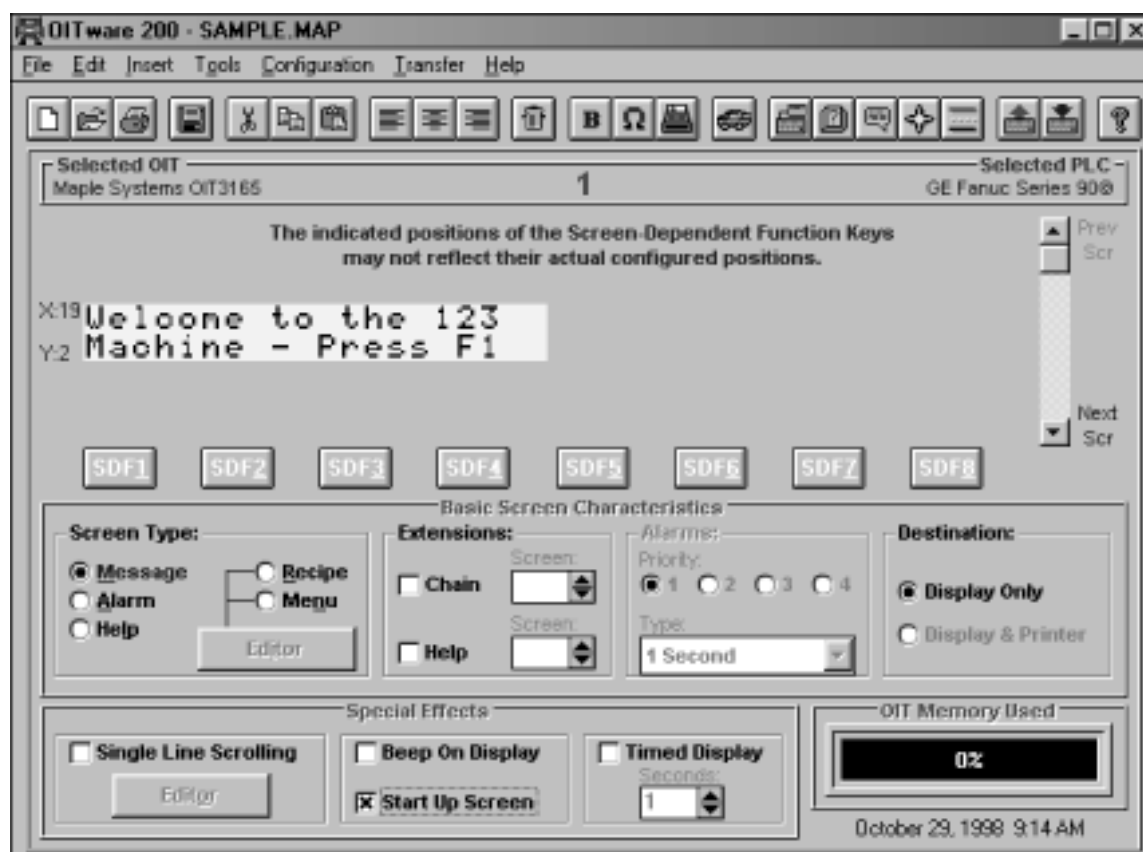 OITware 200 - SAMPLE.MAP
File Edit Insert Tools Configuration Transfer Help
B Ω ?
Selected OIT
Selected PLC
Maple Systems OIT3165
1
GE Fanuc Series 90®
The indicated positions of the Screen-Dependent Function Keys
may not reflect their actual configured positions.
Prev
Scr
X:19
Welcome to the 123
Y:2
Machine - Press F1
Next
Scr
SDF1 SDF2 SDF3 SDF4 SDF5 SDF6 SDF7 SDF8
Basic Screen Characteristics
Screen Type:
Message
Recipe
Alarm
Menu
Help
Editor
Extensions:
Screen:
Chain
Screen:
Help
Alarms:
Priority:
1 2 3 4
Type:
1 Second
Destination:
Display Only
Display & Printer
Special Effects
Single Line Scrolling
Editor
Beep On Display
Start Up Screen
Timed Display
Seconds:
1
OIT Memory Used
0%
October 29, 1998 9:14 AM